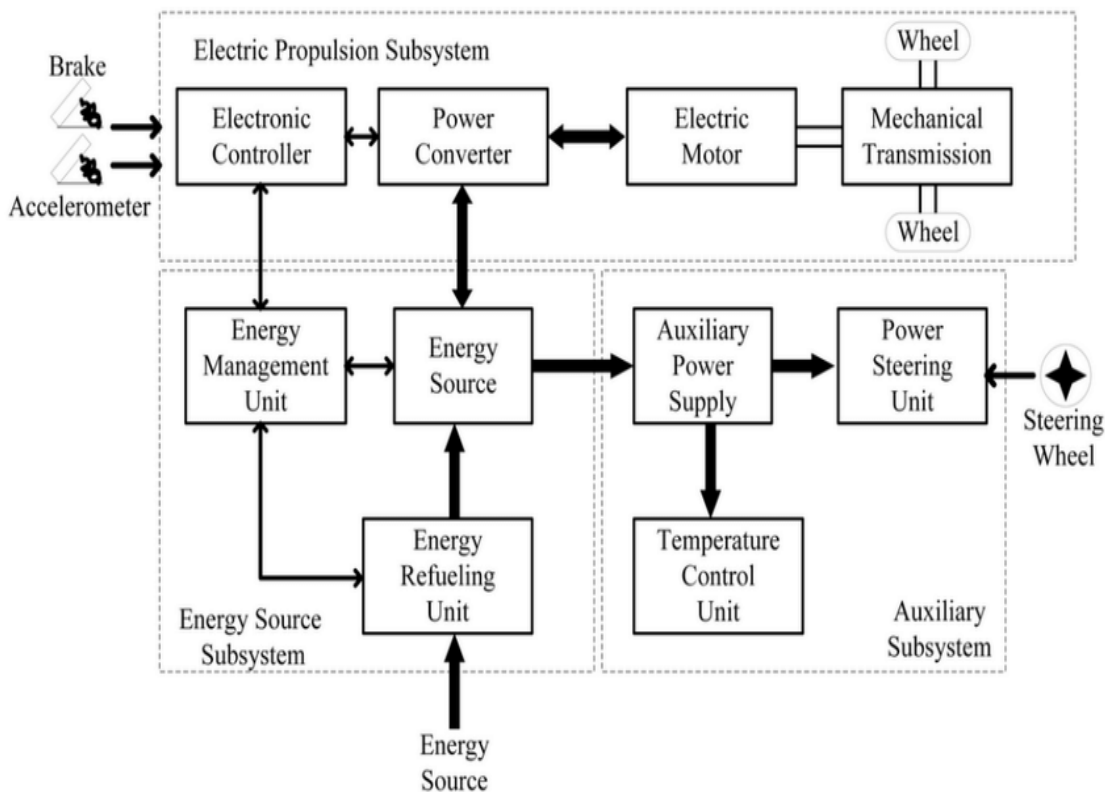 Electric Propulsion Subsystem
Brake
Accelerometer
Electronic
Controller
Power
Converter
Electric
Motor
Mechanical
Transmission
Wheel
Wheel
Energy
Management
Unit
Energy
Source
Auxiliary
Power
Supply
Power
Steering
Unit
Steering
Wheel
Energy
Refueling
Unit
Temperature
Control
Unit
Energy Source
Subsystem
Auxiliary
Subsystem
Energy
Source